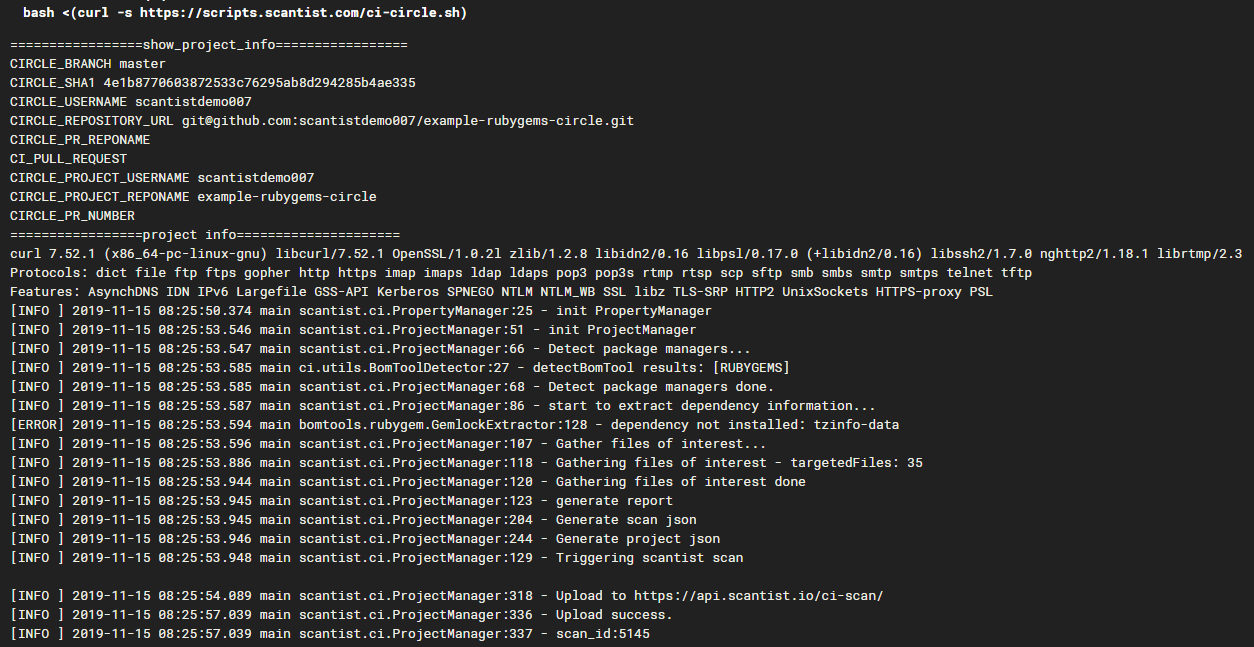 bash <(curl -s https://scripts.scantist.com/ci-circle.sh)
=================show_project_info=================
CIRCLE_BRANCH master
CIRCLE_SHA1 4e1b8770603872533c76295ab8d294285b4ae335
CIRCLE_USERNAME scantistdemo007
CIRCLE_REPOSITORY_URL git@github.com:scantistdemo007/example-rubygems-circle.git
CIRCLE_PR_REPONAME
CI_PULL_REQUEST
CIRCLE_PROJECT_USERNAME scantistdemo007
CIRCLE_PROJECT_REPONAME example-rubygems-circle
CIRCLE_PR_NUMBER
=================project info=====================
curl 7.52.1 (x86_64-pc-linux-gnu) libcurl/7.52.1 OpenSSL/1.0.2l zlib/1.2.8 libidn2/0.16 libpsl/0.17.0 (+libidn2/0.16) libssh2/1.7.0 nghttp2/1.18.1 librtmp/2.3
Protocols: dict file ftp ftps gopher http https imap imaps ldap ldaps pop3 pop3s rtmp rtsp scp sftp smb smbs smtp smtps telnet tftp
Features: AsynchDNS IDN IPv6 Largefile GSS-API Kerberos SPNEGO NTLM NTLM_WB SSL libz TLS-SRP HTTP2 UnixSockets HTTPS-proxy PSL
[INFO ] 2019-11-15 08:25:50.374 main scantist.ci.PropertyManager:25 - init PropertyManager
[INFO ] 2019-11-15 08:25:53.546 main scantist.ci.ProjectManager:51 - init ProjectManager
[INFO ] 2019-11-15 08:25:53.547 main scantist.ci.ProjectManager:66 - Detect package managers...
[INFO ] 2019-11-15 08:25:53.585 main ci.utils.BomToolDetector:27 - detectBomTool results: [RUBYGEMS]
[INFO ] 2019-11-15 08:25:53.585 main scantist.ci.ProjectManager:68 - Detect package managers done.
[INFO ] 2019-11-15 08:25:53.587 main scantist.ci.ProjectManager:86 - start to extract dependency information...
[ERROR] 2019-11-15 08:25:53.594 main bomtools.rubygem.GemlockExtractor:128 - dependency not installed: tzinfo-data
[INFO ] 2019-11-15 08:25:53.596 main scantist.ci.ProjectManager:107 - Gather files of interest...
[INFO ] 2019-11-15 08:25:53.886 main scantist.ci.ProjectManager:118 - Gathering files of interest - targetedFiles: 35
[INFO ] 2019-11-15 08:25:53.944 main scantist.ci.ProjectManager:120 - Gathering files of interest done
[INFO ] 2019-11-15 08:25:53.945 main scantist.ci.ProjectManager:123 - generate report
[INFO ] 2019-11-15 08:25:53.945 main scantist.ci.ProjectManager:204 - Generate scan json
[INFO ] 2019-11-15 08:25:53.946 main scantist.ci.ProjectManager:244 - Generate project json
[INFO ] 2019-11-15 08:25:53.948 main scantist.ci.ProjectManager:129 - Triggering scantist scan
[INFO ] 2019-11-15 08:25:54.089 main scantist.ci.ProjectManager:318 - Upload to https://api.scantist.io/ci-scan/
[INFO ] 2019-11-15 08:25:57.039 main scantist.ci.ProjectManager:336 - Upload success.
[INFO ] 2019-11-15 08:25:57.039 main scantist.ci.ProjectManager:337 - scan_id:5145